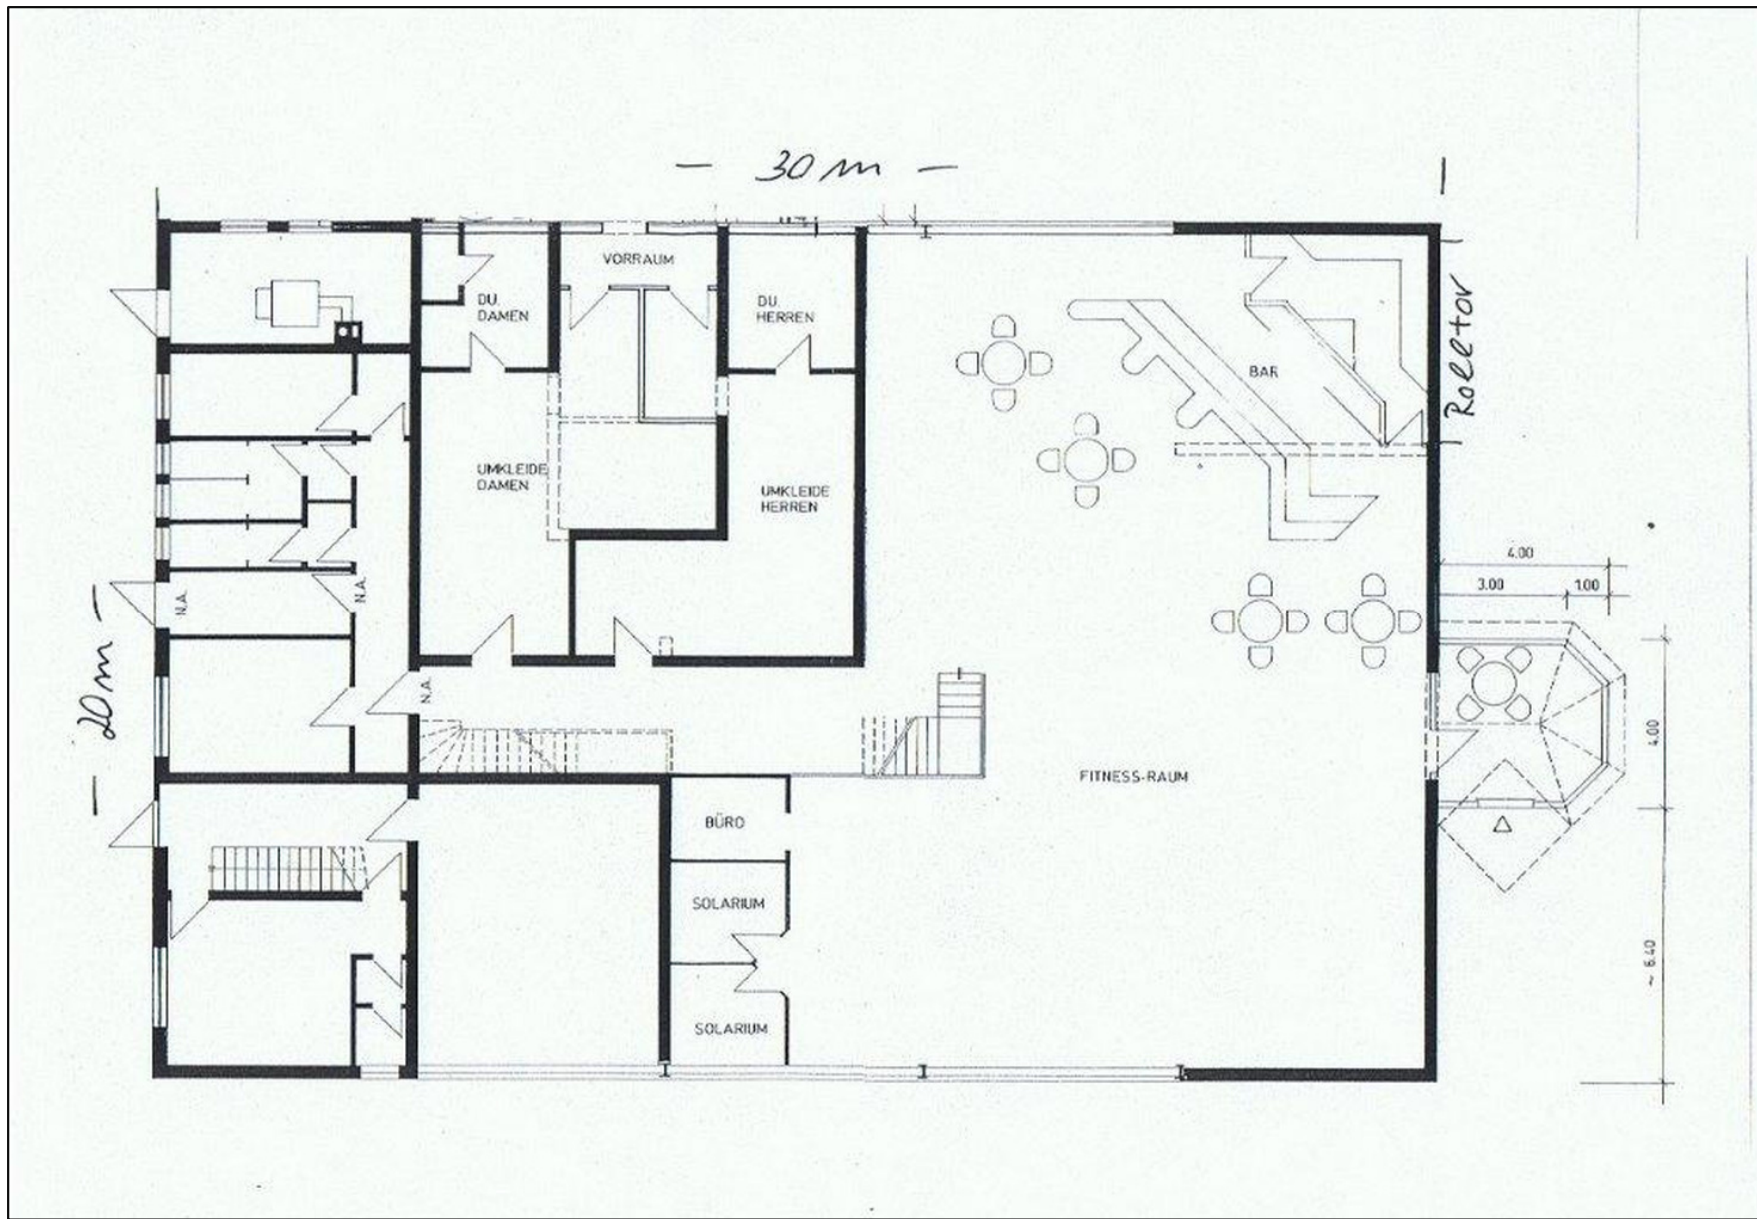 — 30 m —
VORRAUM
DU.
DAMEN
DU.
HERREN
Rolltor
BAR
UMKLEIDE
DAMEN
UMKLEIDE
HERREN
4.00
3.00
1.00
N.A.
N.A.
— 20 m —
N.A.
4.00
FITNESS-RAUM
BÜRO
SOLARIUM
~ 6.40
SOLARIUM